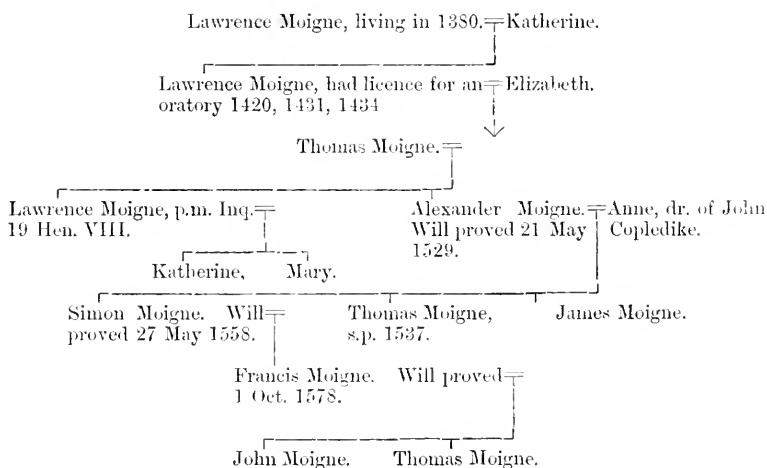 Lawrence Moigne, living in 1380. Katherine.
Lawrence Moigne, had licence for an Elizabeth.
oratory 1420, 1431, 1434
Thomas Moigne.
Lawrence Moigne, p.m. Inq.
19 Hen. VIII.
Alexander Moigne.
Will proved 21 May
1529.
Anne, dr. of John
Copledike.
Katherine, Mary.
Simon Moigne. Will
proved 27 May 1558.
Thomas Moigne,
s.p. 1537.
James Moigne.
Francis Moigne. Will proved
1 Oct. 1578.
John Moigne. Thomas Moigne.